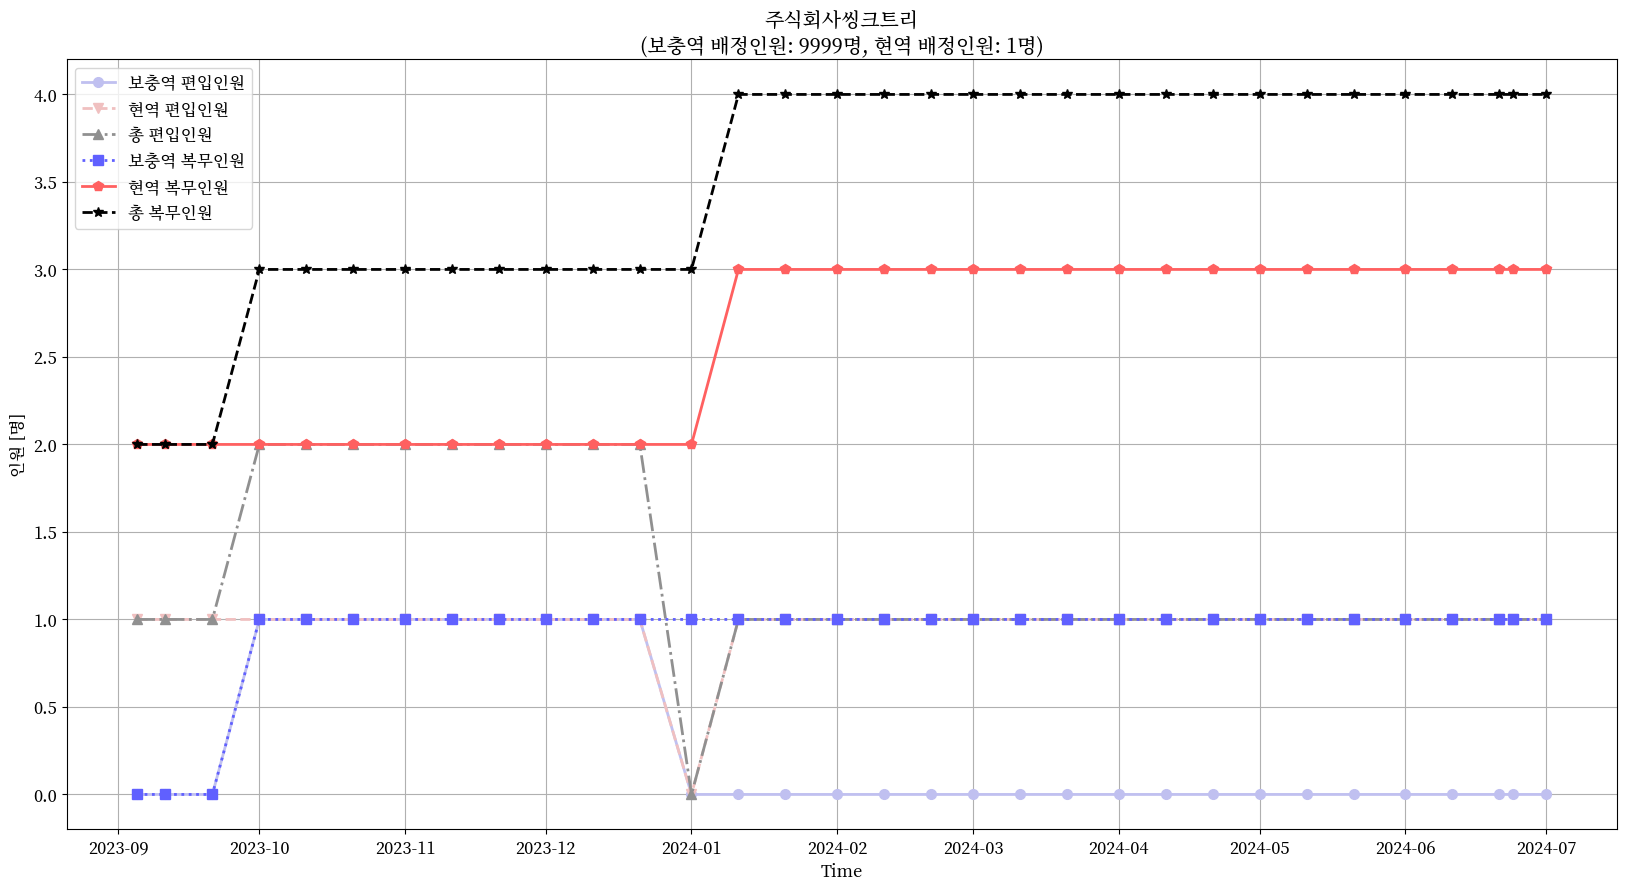 주식회사씽크트리
(보충역 배정인원: 9999명, 현역 배정인원: 1명)
보충역 편입인원
현역 편입인원
총 편입인원
보충역 복무인원
현역 복무인원
총 복무인원
4.0
3.5
3.0
2.5
2.0
1.5
1.0
0.5
0.0
인원 [명]
2023-09 2023-10 2023-11 2023-12 2024-01 2024-02 2024-03 2024-04 2024-05 2024-06 2024-07
Time